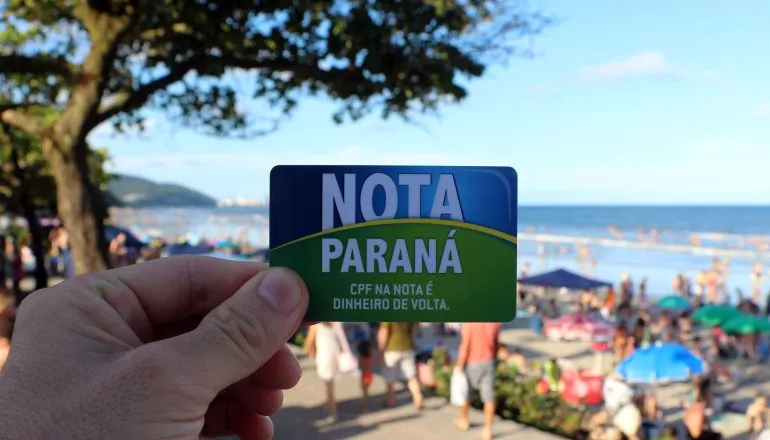 NOTA
PARANÁ
CPF NA NOTA É
DINHEIRO DE VOLTA.